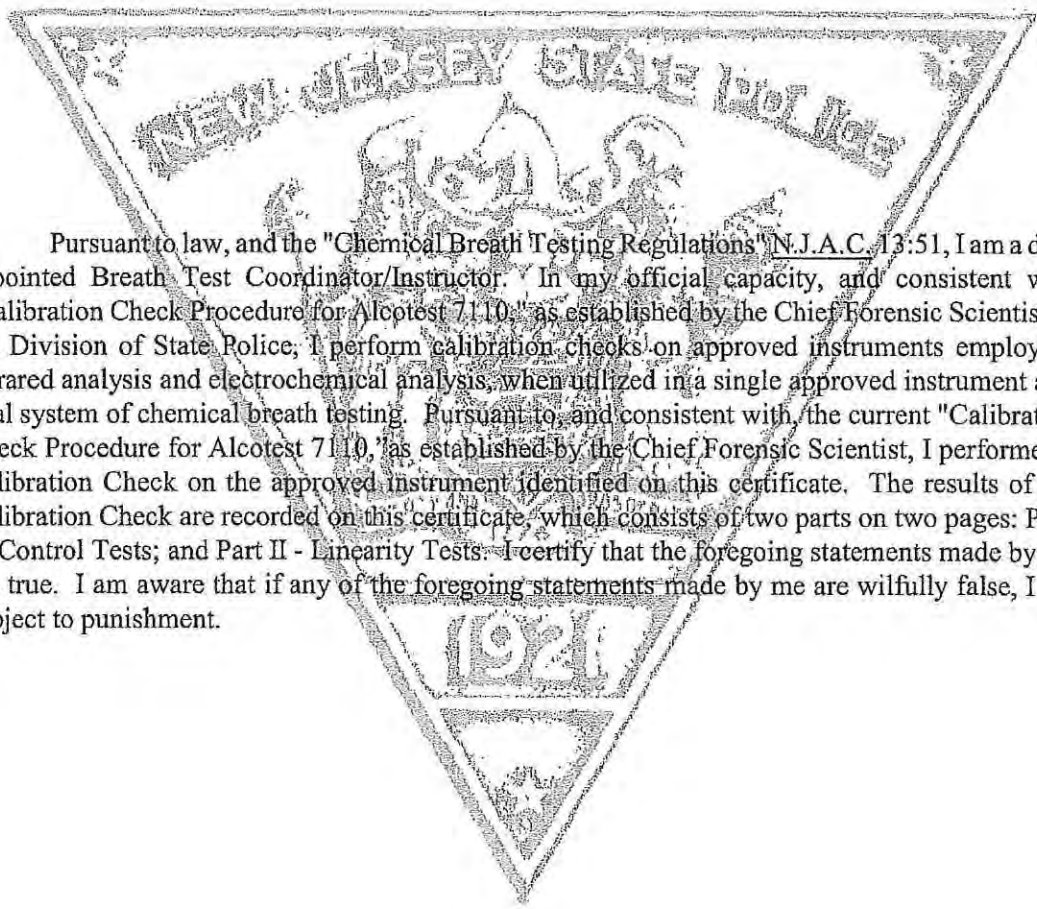 NEW JERSEY STATE POLICE
Pursuant to law, and the "Chemical Breath Testing Regulations" N.J.A.C. 13:51, I am a d
pointed Breath Test Coordinator/Instructor. In my official capacity, and consistent w
alibration Check Procedure for Alcotest 7110," as established by the Chief Forensic Scientis
Division of State Police, I perform calibration checks on approved instruments employ
rared analysis and electrochemical analysis, when utilized in a single approved instrument a
al system of chemical breath testing. Pursuant to, and consistent with, the current "Calibrat
eck Procedure for Alcotest 7110," as established by the Chief Forensic Scientist, I performe
libration Check on the approved instrument identified on this certificate. The results of
libration Check are recorded on this certificate, which consists of two parts on two pages: P
Control Tests; and Part II - Linearity Tests. I certify that the foregoing statements made by
true. I am aware that if any of the foregoing statements made by me are wilfully false, I
ject to punishment.
1921